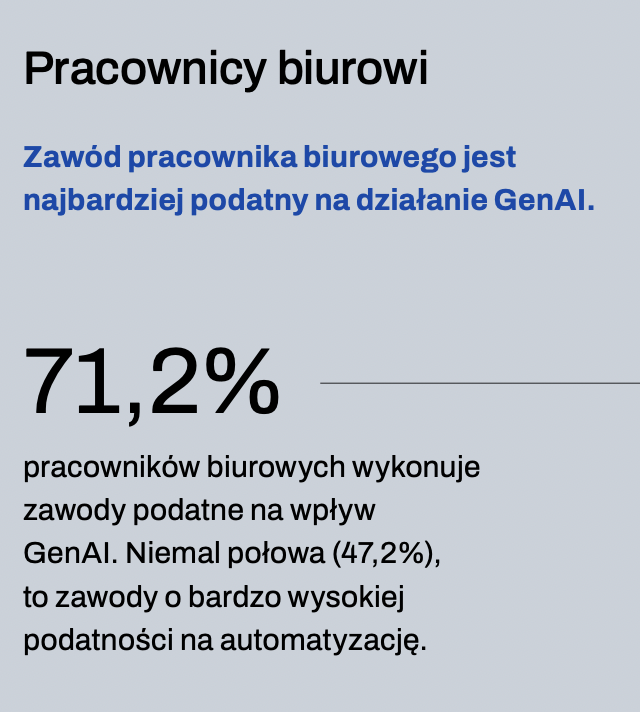 Pracownicy biurowi
Zawód pracownika biurowego jest
najbardziej podatny na działanie GenAI.
71,2%
pracowników biurowych wykonuje
zawody podatne na wpływ
GenAI. Niemal połowa (47,2%),
to zawody o bardzo wysokiej
podatności na automatyzację.